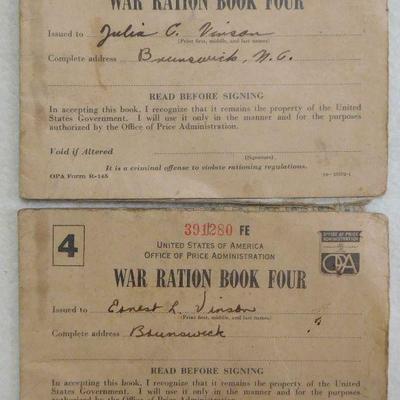 WAR RATION BOOK FOUR
Issued to Julia C. Vinson
(Print first, middle, and last names)
Complete address Brunswick, N.C.
READ BEFORE SIGNING
In accepting this book, I recognize that it remains the property of the United
States Government. I will use it only in the manner and for the purposes
authorized by the Office of Price Administration.
Void if Altered
(Signature)
It is a criminal offense to violate rationing regulations.
OPA Form R-145
4
391280 FE
UNITED STATES OF AMERICA
OFFICE OF PRICE ADMINISTRATION
OFFICE OF PRICE
ADMINISTRATION
OPA
WAR RATION BOOK FOUR
Issued to Ernest L. Vinson
(Print first, middle, and last names)
Complete address Brunswick
READ BEFORE SIGNING
In accepting this book, I recognize that it remains the property of the United
States Government. I will use it only in the manner and for the purposes